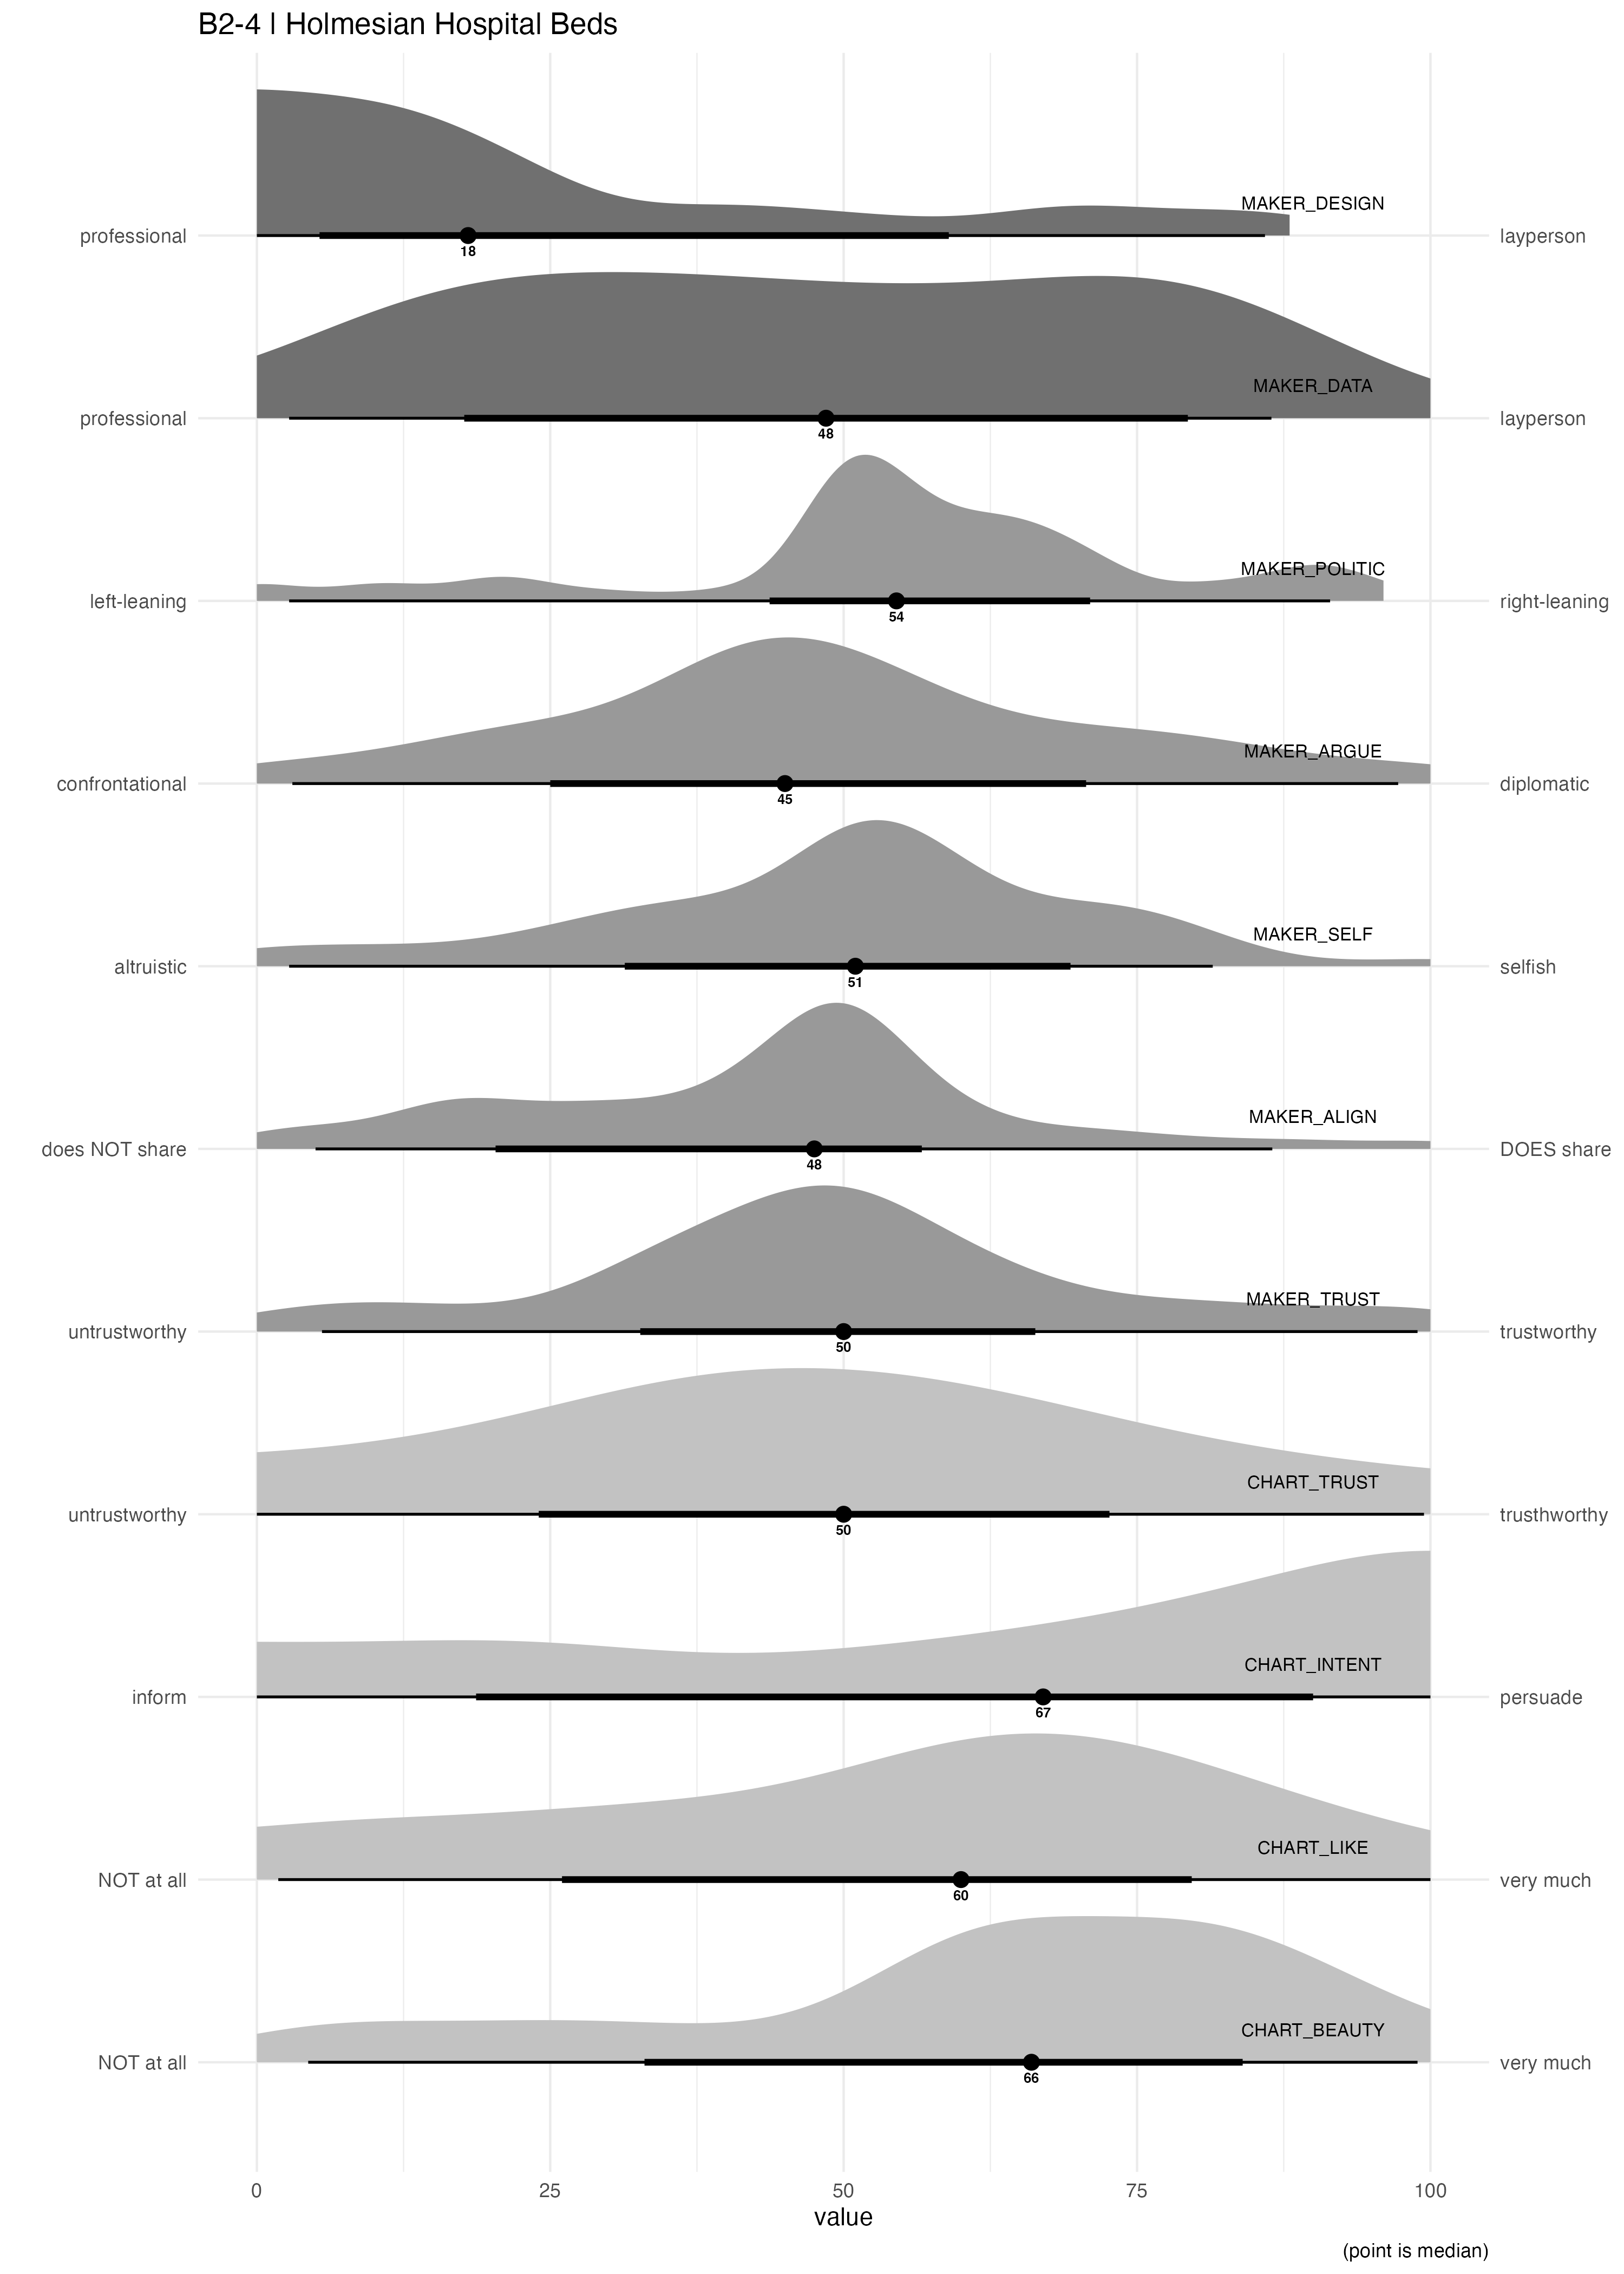 B2-4 | Holmesian Hospital Beds
MAKER_DESIGN
professional
layperson
18
MAKER_DATA
professional
layperson
48
MAKER_POLITIC
left-leaning
right-leaning
54
MAKER_ARGUE
confrontational
diplomatic
45
MAKER_SELF
altruistic
selfish
51
MAKER_ALIGN
does NOT share
DOES share
48
MAKER_TRUST
untrustworthy
trustworthy
50
CHART_TRUST
untrustworthy
trusthworthy
50
CHART_INTENT
inform
persuade
67
CHART_LIKE
NOT at all
very much
60
CHART_BEAUTY
NOT at all
very much
66
0 25 50 75 100
value
(point is median)